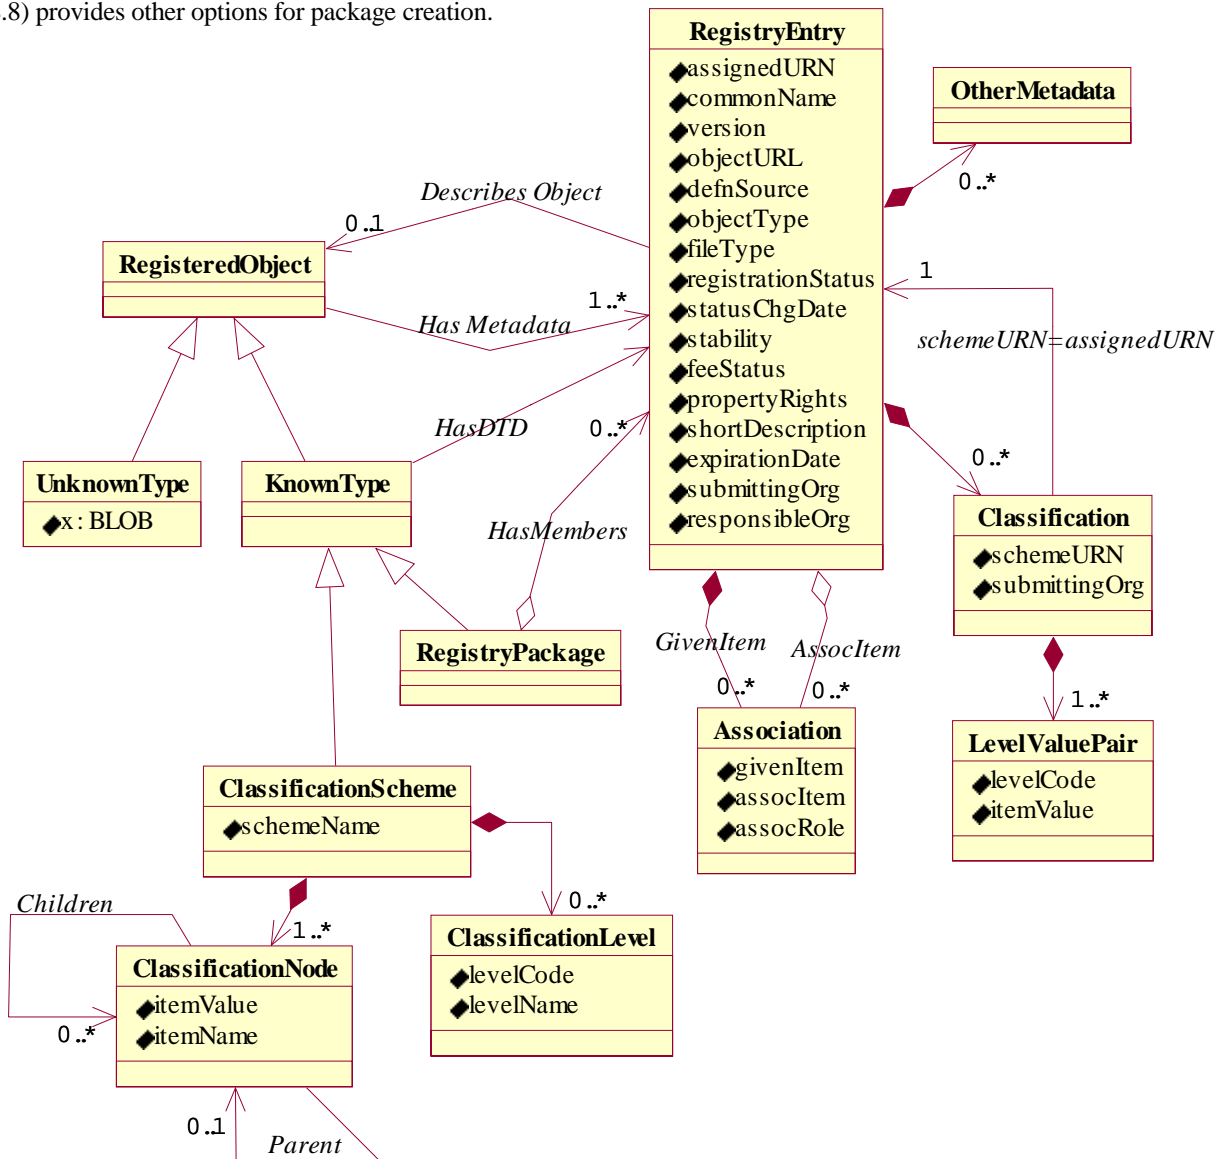 .8) provides other options for package creation.
RegistryEntry
assignedURN
commonName
version
objectURL
defnSource
objectType
fileType
registrationStatus
statusChgDate
stability
feeStatus
propertyRights
shortDescription
expirationDate
submittingOrg
responsibleOrg
OtherMetadata
0..*
Describes Object
0..1
RegisteredObject
1..*
Has Metadata
1
schemeURN=assignedURN
HasDTD
0..*
0..*
UnknownType
x : BLOB
KnownType
HasMembers
Classification
schemeURN
submittingOrg
RegistryPackage
GivenItem
AssocItem
0..*
0..*
1..*
Association
givenItem
assocItem
assocRole
LevelValuePair
levelCode
itemValue
ClassificationScheme
schemeName
Children
1..*
0..*
ClassificationNode
itemValue
itemName
0..*
ClassificationLevel
levelCode
levelName
0..1
Parent